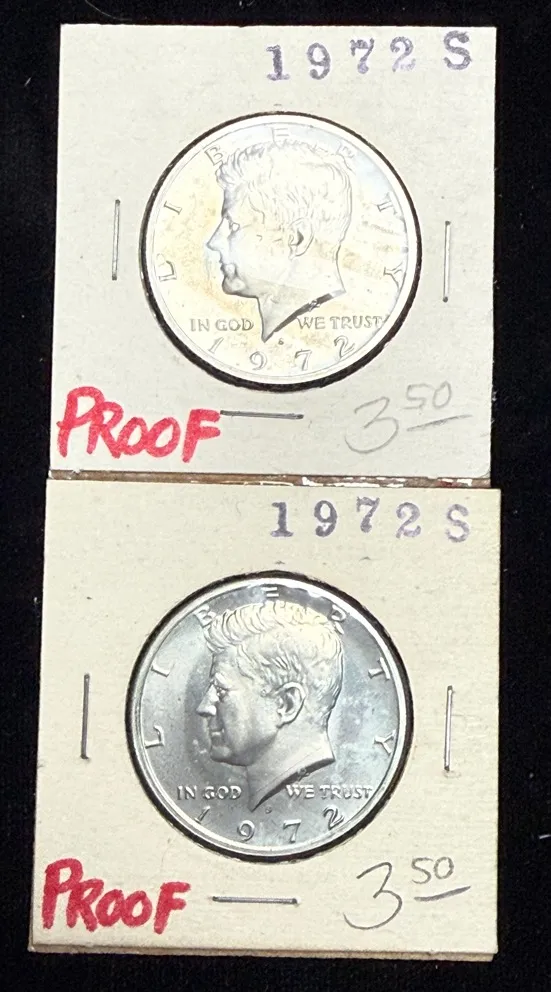 1972 S
LIBERTY
IN GOD WE TRUST
S
1972
PROOF
3.50
1972 S
LIBERTY
IN GOD WE TRUST
1972
PROOF
3.50